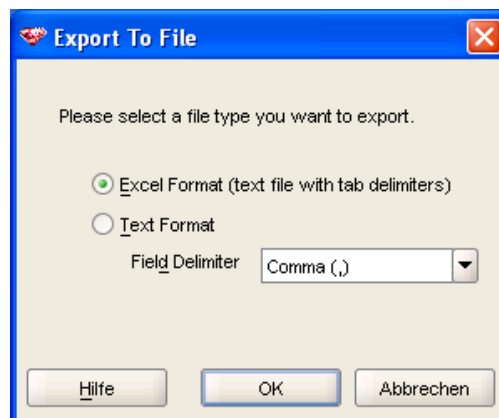 Export To File
Please select a file type you want to export.
Excel Format (text file with tab delimiters)
Text Format
Field Delimiter Comma (,)
Hilfe OK Abbrechen